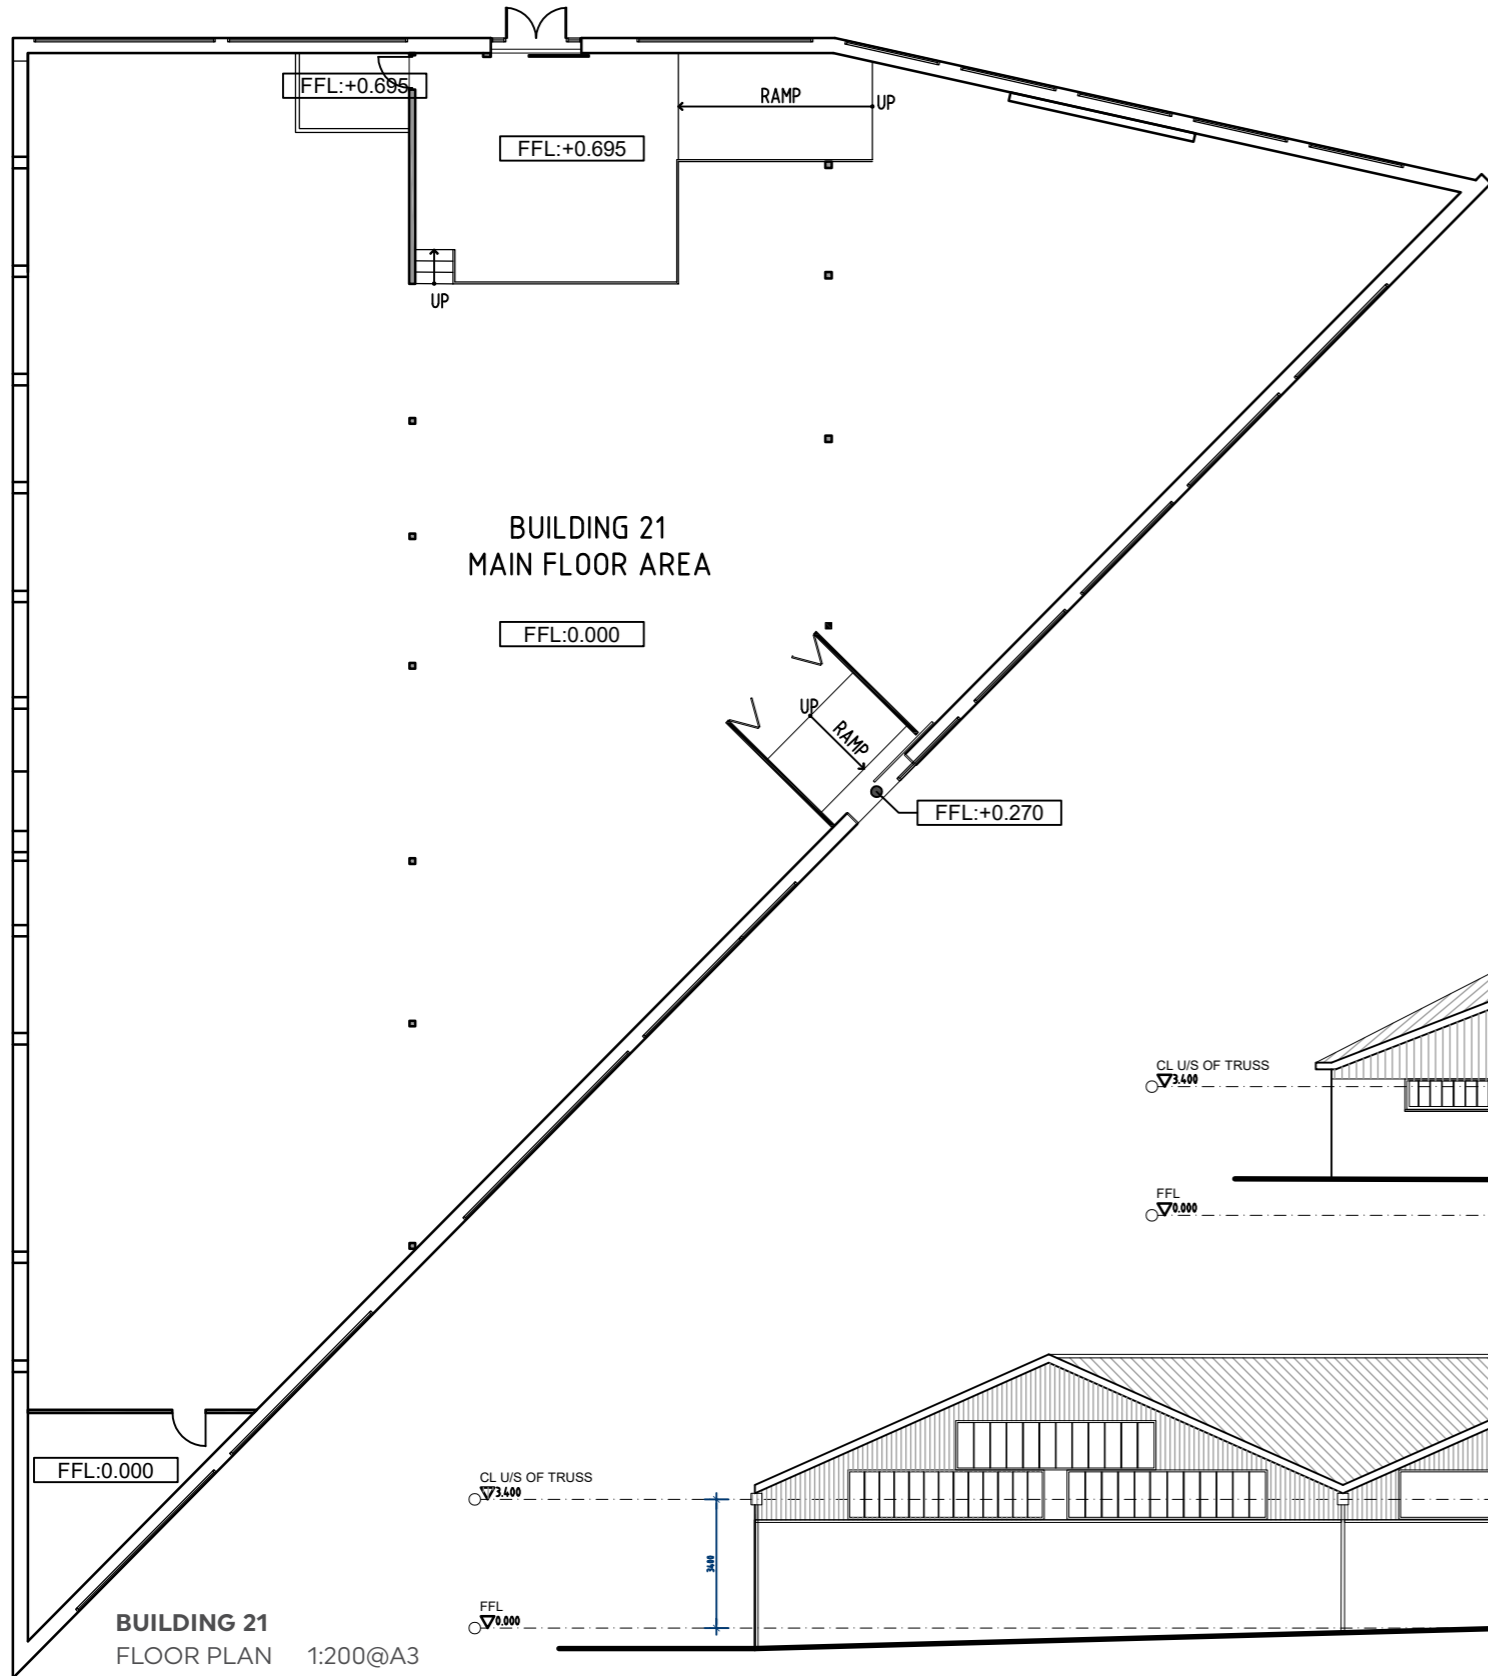 FFL:+0.695
RAMP
UP
FFL:+0.695
UP
BUILDING 21
MAIN FLOOR AREA
FFL:0.000
UP
RAMP
FFL:+0.270
CL U/S OF TRUSS
3.400
FFL
0.000
FFL:0.000
CL U/S OF TRUSS
3.400
3400
FFL
0.000
BUILDING 21
FLOOR PLAN 1:200@A3